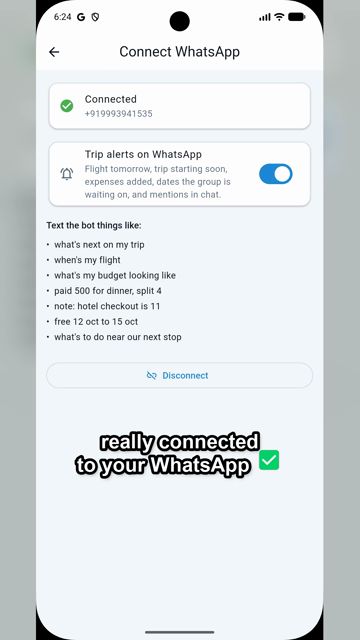 6:24 G
Connect WhatsApp
Connected
+919993941535
Trip alerts on WhatsApp
Flight tomorrow, trip starting soon,
expenses added, dates the group is
waiting on, and mentions in chat.
Text the bot things like:
• what's next on my trip
• when's my flight
• what's my budget looking like
• paid 500 for dinner, split 4
• note: hotel checkout is 11
• free 12 oct to 15 oct
• what's to do near our next stop
Disconnect
really connected
to your WhatsApp ✅